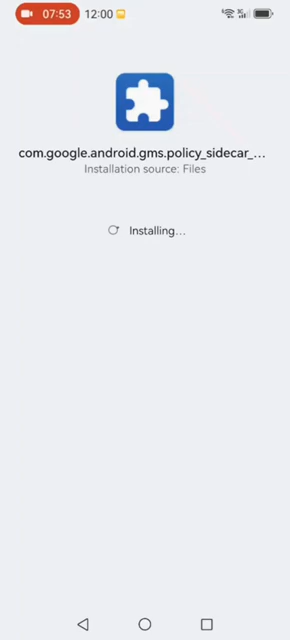 07:53 12:00
com.google.android.gms.policy_sidecar_...
Installation source: Files
Installing...